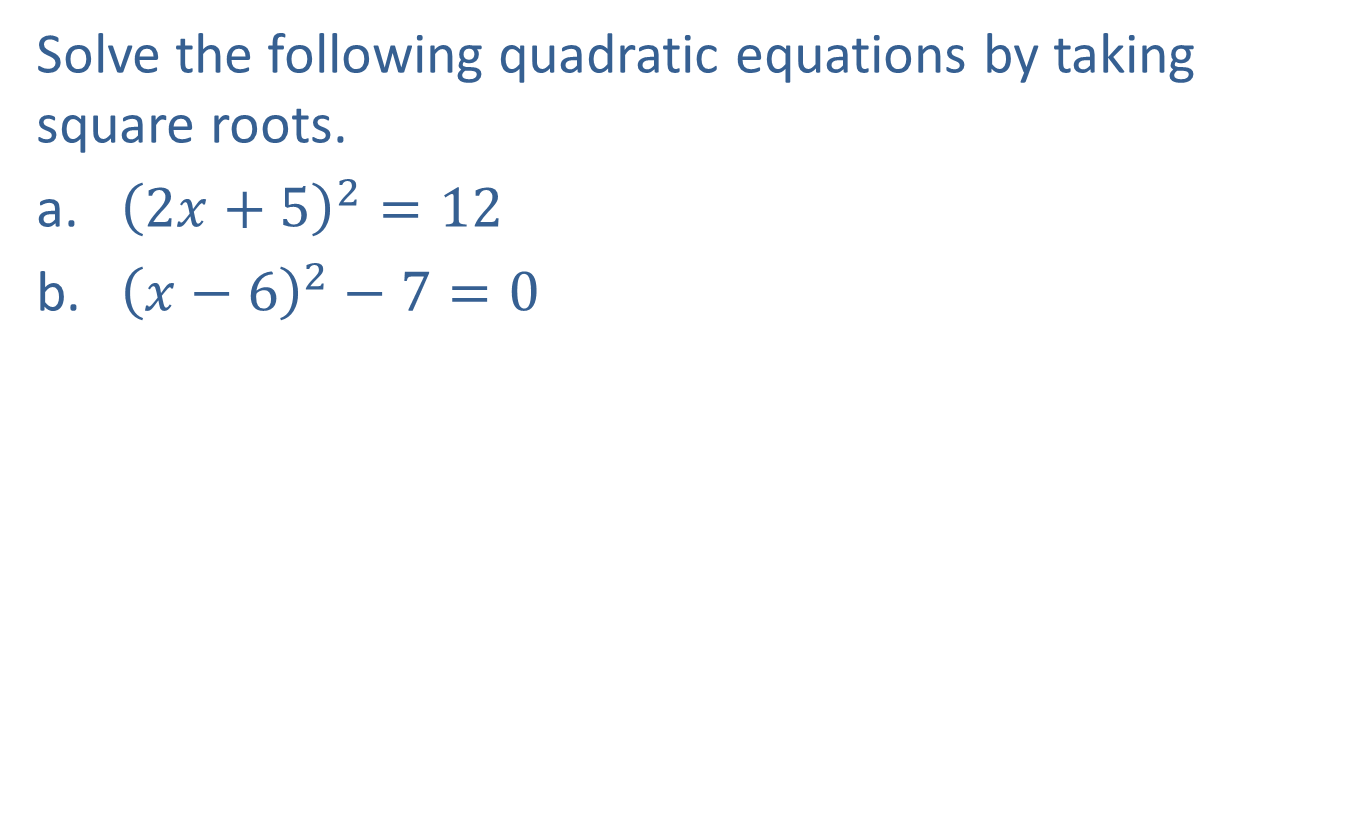 Solve the following quadratic equations by taking
square roots.
a. (2x + 5)² = 12
b. (x − 6)² − 7 = 0